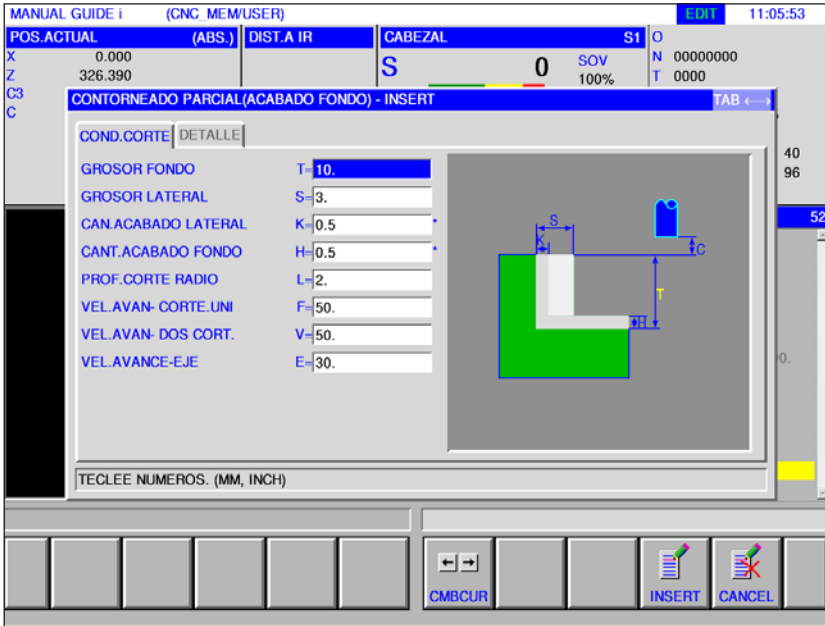 MANUAL GUIDE i (CNC_MEM/USER) EDIT 11:05:53
POS.ACTUAL (ABS.) DIST.A IR CABEZAL S1 O
X 0.000 N 00000000
Z 326.390 S 0 SOV 100% T 0000
C3
C
CONTORNEADO PARCIAL(ACABADO FONDO) - INSERT TAB ←→
COND.CORTE DETALLE
GROSOR FONDO T= 10.
GROSOR LATERAL S= 3.
CAN.ACABADO LATERAL K= 0.5 *
CANT.ACABADO FONDO H= 0.5 *
PROF.CORTE RADIO L= 2.
VEL.AVAN- CORTE.UNI F= 50.
VEL.AVAN- DOS CORT. V= 50.
VEL.AVANCE-EJE E= 30.
S
K
C
T
H
40
96
52
0.
TECLEE NUMEROS. (MM, INCH)
CMBCUR INSERT CANCEL